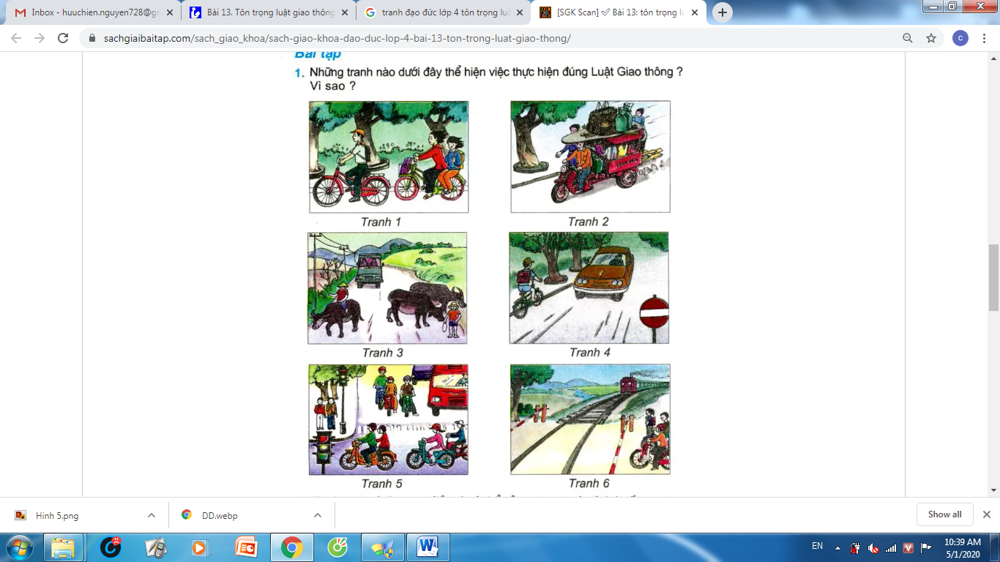 Inbox - huuchien.nguyen728@gm
Bài 13. Tôn trọng luật giao thông
tranh đạo đức lớp 4 tôn trọng luậ
[SGK Scan] ✅ Bài 13: tôn trọng lu
sachgiaibaitap.com/sach_giao_khoa/sach-giao-khoa-dao-duc-lop-4-bai-13-ton-trong-luat-giao-thong/
c
Bài tập
1. Những tranh nào dưới đây thể hiện việc thực hiện đúng Luật Giao thông ?
Vì sao ?
Tranh 1
Tranh 2
Tranh 3
Tranh 4
Tranh 5
Tranh 6
Hinh 5.png
DD.webp
Show all
EN
10:39 AM
5/1/2020